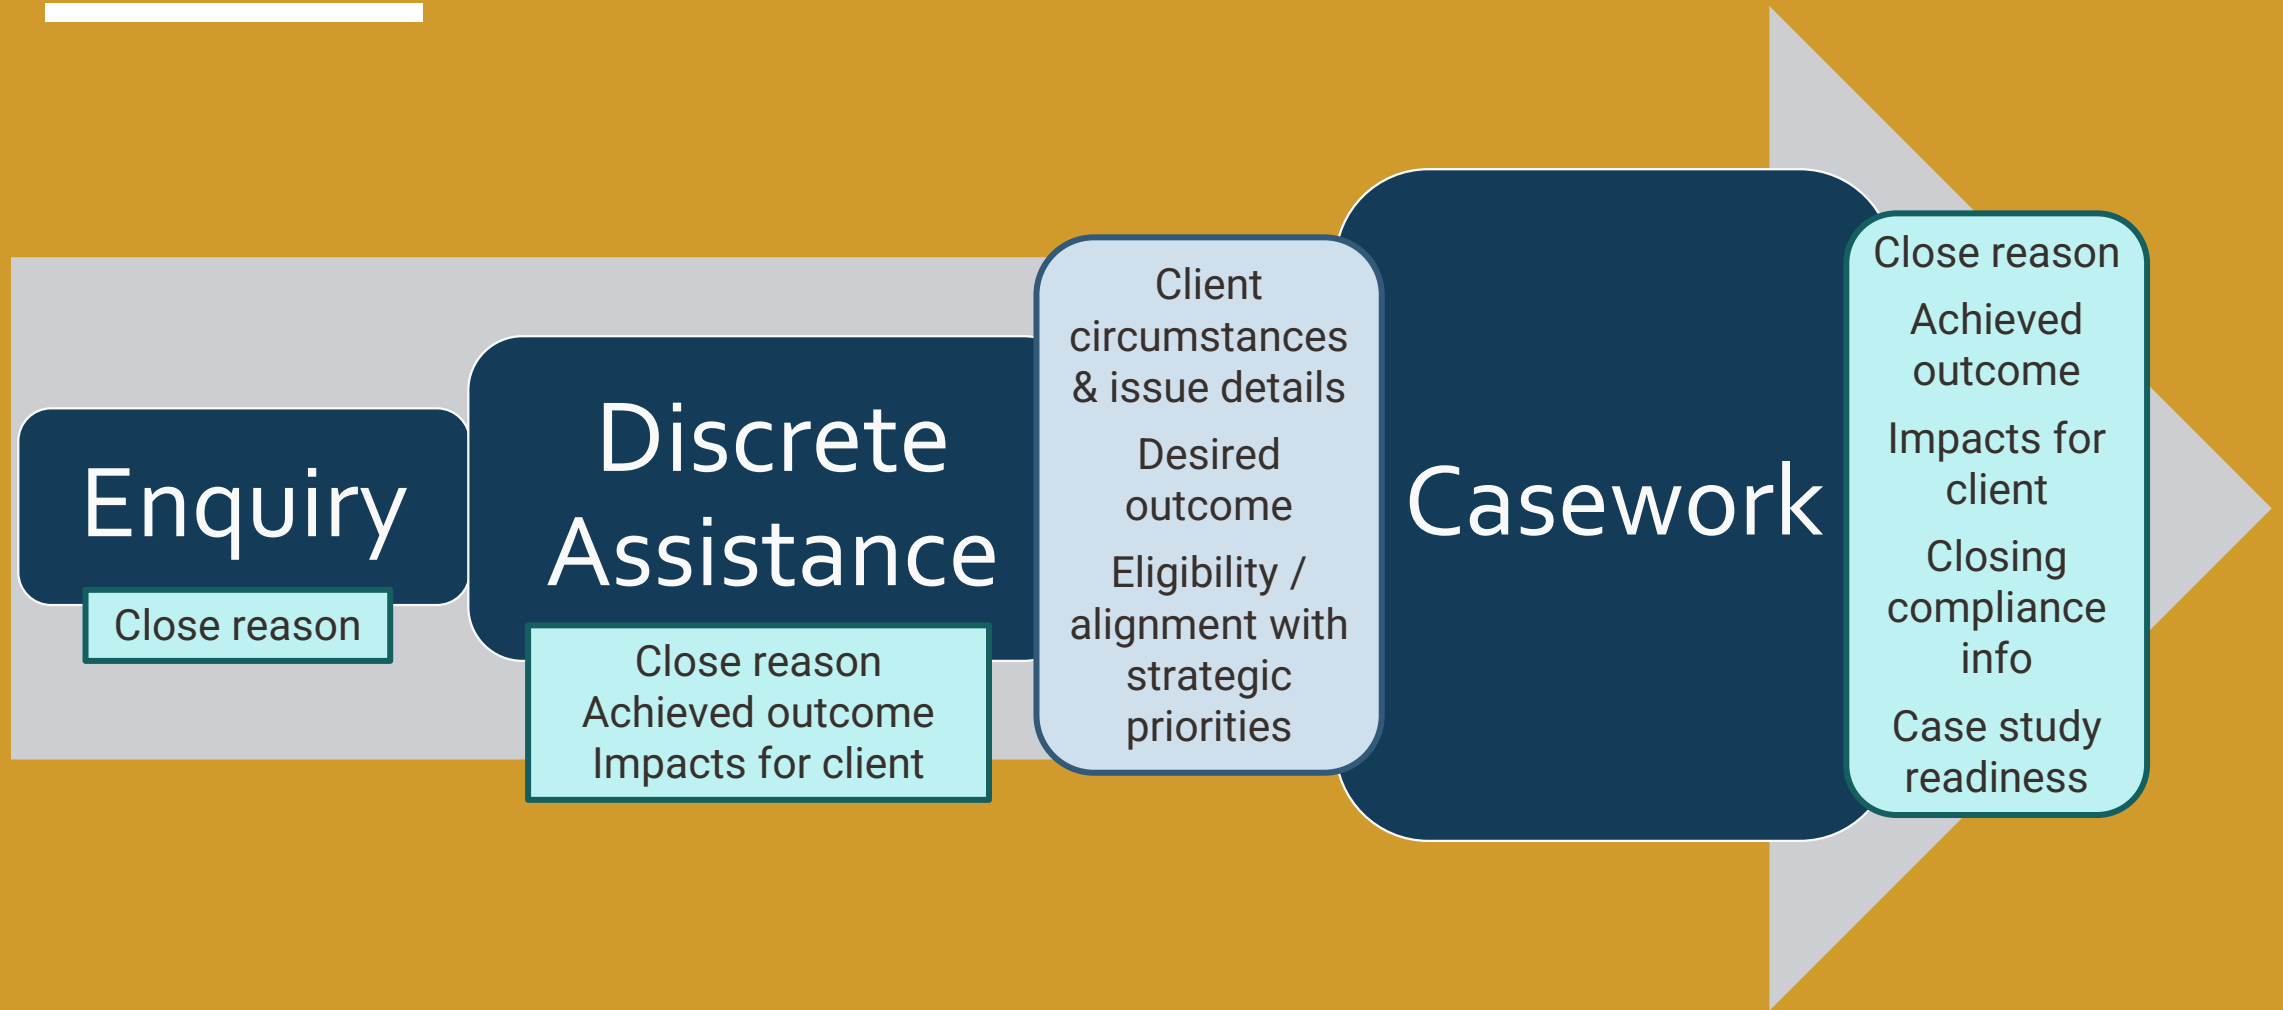 Enquiry
Close reason
Discrete
Assistance
Close reason
Achieved outcome
Impacts for client
Client
circumstances
& issue details
Desired
outcome
Eligibility /
alignment with
strategic
priorities
Casework
Close reason
Achieved
outcome
Impacts for
client
Closing
compliance
info
Case study
readiness